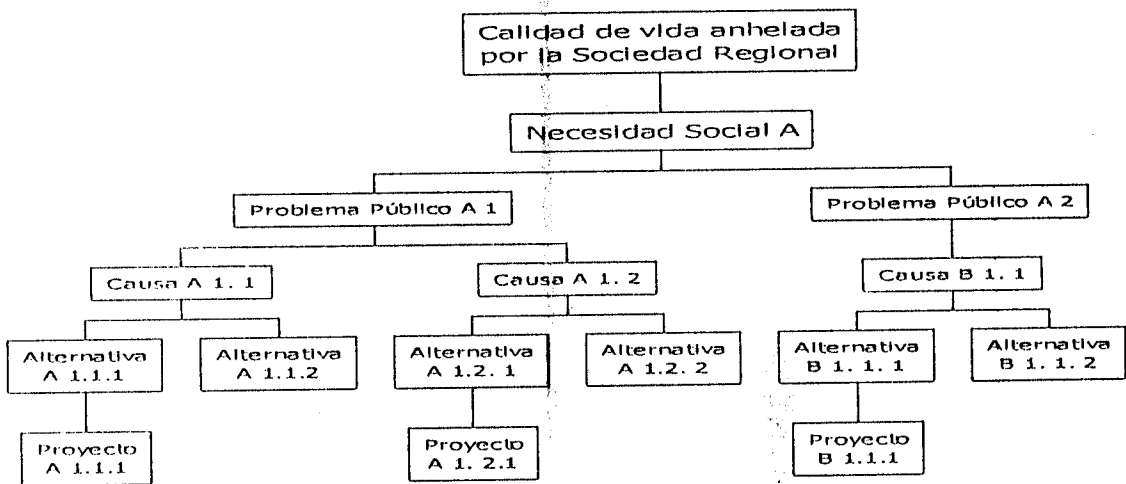 Calidad de vida anhelada
por la Sociedad Regional
Necesidad Social A
Problema Público A 1
Problema Público A 2
Causa A 1. 1
Causa A 1. 2
Causa B 1. 1
Alternativa
A 1.1.1
Alternativa
A 1.1.2
Alternativa
A 1.2. 1
Alternativa
A 1.2. 2
Alternativa
B 1. 1. 1
Alternativa
B 1. 1. 2
Proyecto
A 1.1.1
Proyecto
A 1. 2.1
Proyecto
B 1.1.1